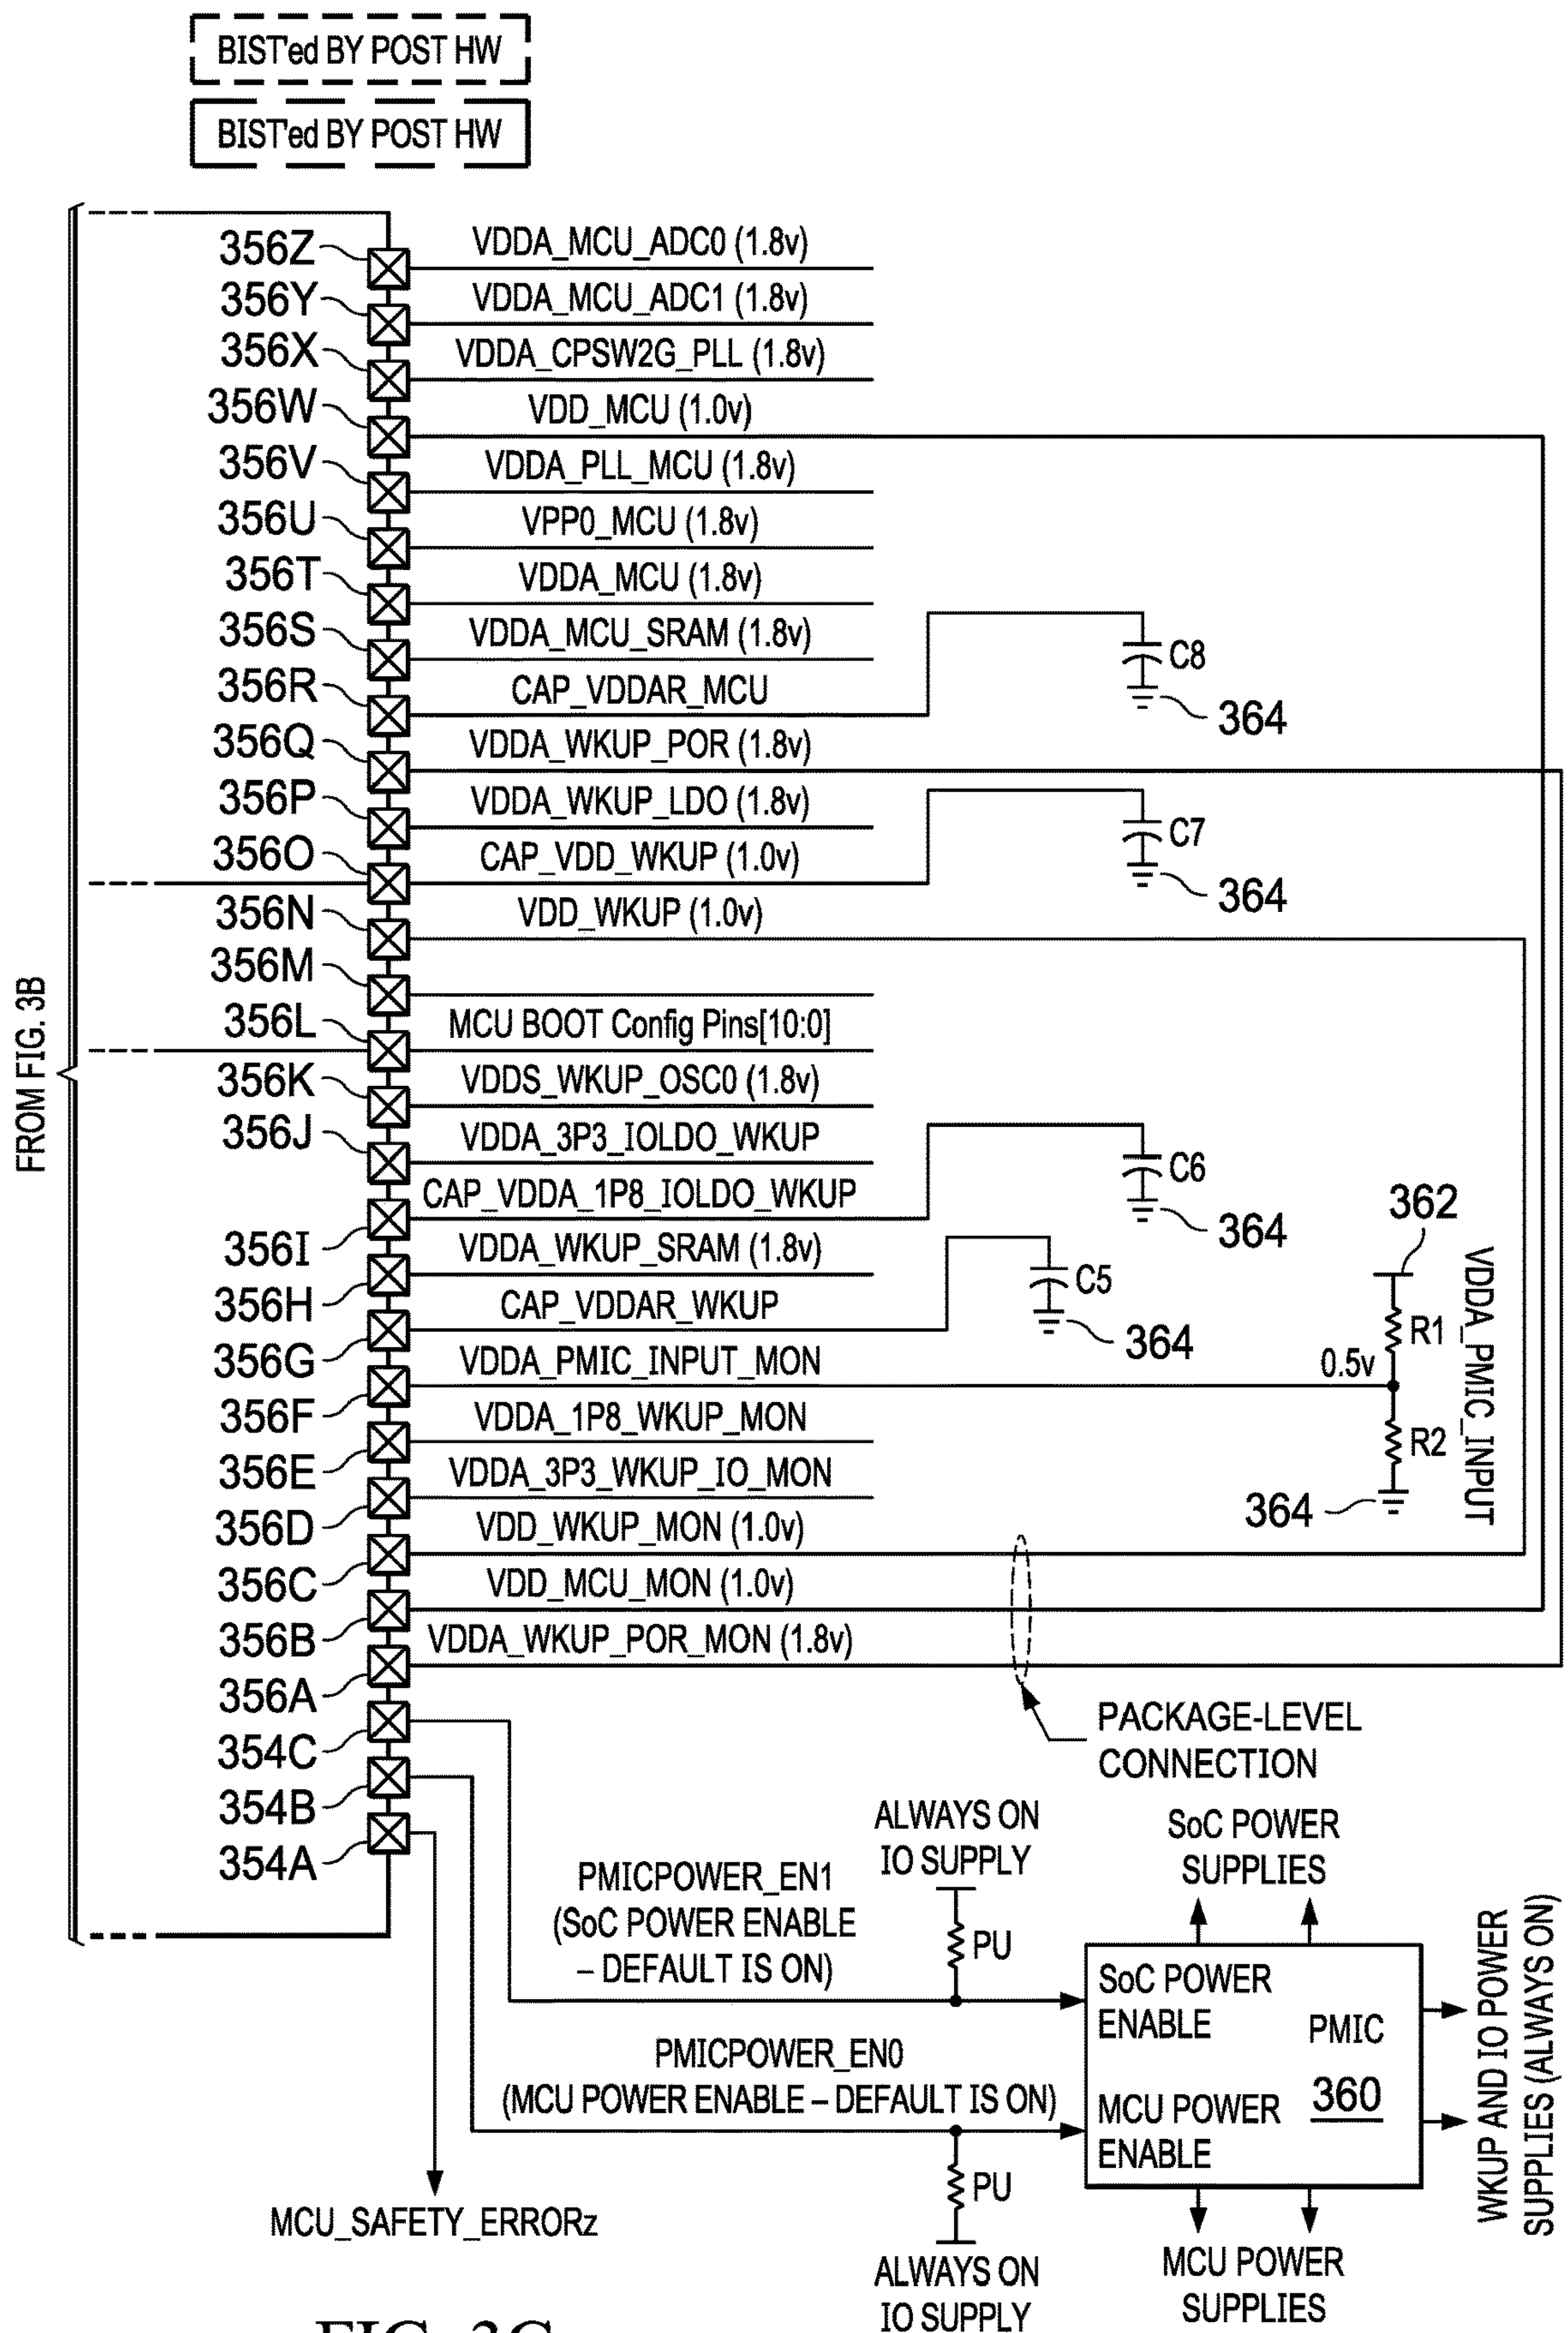 BIST'ed BY POST HW
BIST'ed BY POST HW
FROM FIG. 3B
356Z VDDA_MCU_ADC0 (1.8v)
356Y VDDA_MCU_ADC1 (1.8v)
356X VDDA_CPSW2G_PLL (1.8v)
356W VDD_MCU (1.0v)
356V VDDA_PLL_MCU (1.8v)
356U VPP0_MCU (1.8v)
356T VDDA_MCU (1.8v)
356S VDDA_MCU_SRAM (1.8v)
C8
356R CAP_VDDAR_MCU
364
356Q VDDA_WKUP_POR (1.8v)
356P VDDA_WKUP_LDO (1.8v)
C7
356O CAP_VDD_WKUP (1.0v)
364
356N VDD_WKUP (1.0v)
356M
356L MCU BOOT Config Pins[10:0]
356K VDDS_WKUP_OSC0 (1.8v)
356J VDDA_3P3_IOLDO_WKUP
C6
CAP_VDDA_1P8_IOLDO_WKUP
364
362
356I VDDA_WKUP_SRAM (1.8v)
C5
356H CAP_VDDAR_WKUP
364
R1
VDDA_PMIC_INPUT
356G VDDA_PMIC_INPUT_MON
0.5v
356F VDDA_1P8_WKUP_MON
R2
356E VDDA_3P3_WKUP_IO_MON
364
356D VDD_WKUP_MON (1.0v)
356C VDD_MCU_MON (1.0v)
356B VDDA_WKUP_POR_MON (1.8v)
356A
354C
PACKAGE-LEVEL
CONNECTION
354B
354A
ALWAYS ON
IO SUPPLY
SoC POWER
SUPPLIES
PMICPOWER_EN1
(SoC POWER ENABLE
– DEFAULT IS ON)
PU
SoC POWER
ENABLE
PMIC
360
WKUP AND IO POWER
SUPPLIES (ALWAYS ON)
PMICPOWER_EN0
(MCU POWER ENABLE – DEFAULT IS ON)
MCU POWER
ENABLE
PU
MCU_SAFETY_ERRORz
ALWAYS ON
IO SUPPLY
MCU POWER
SUPPLIES